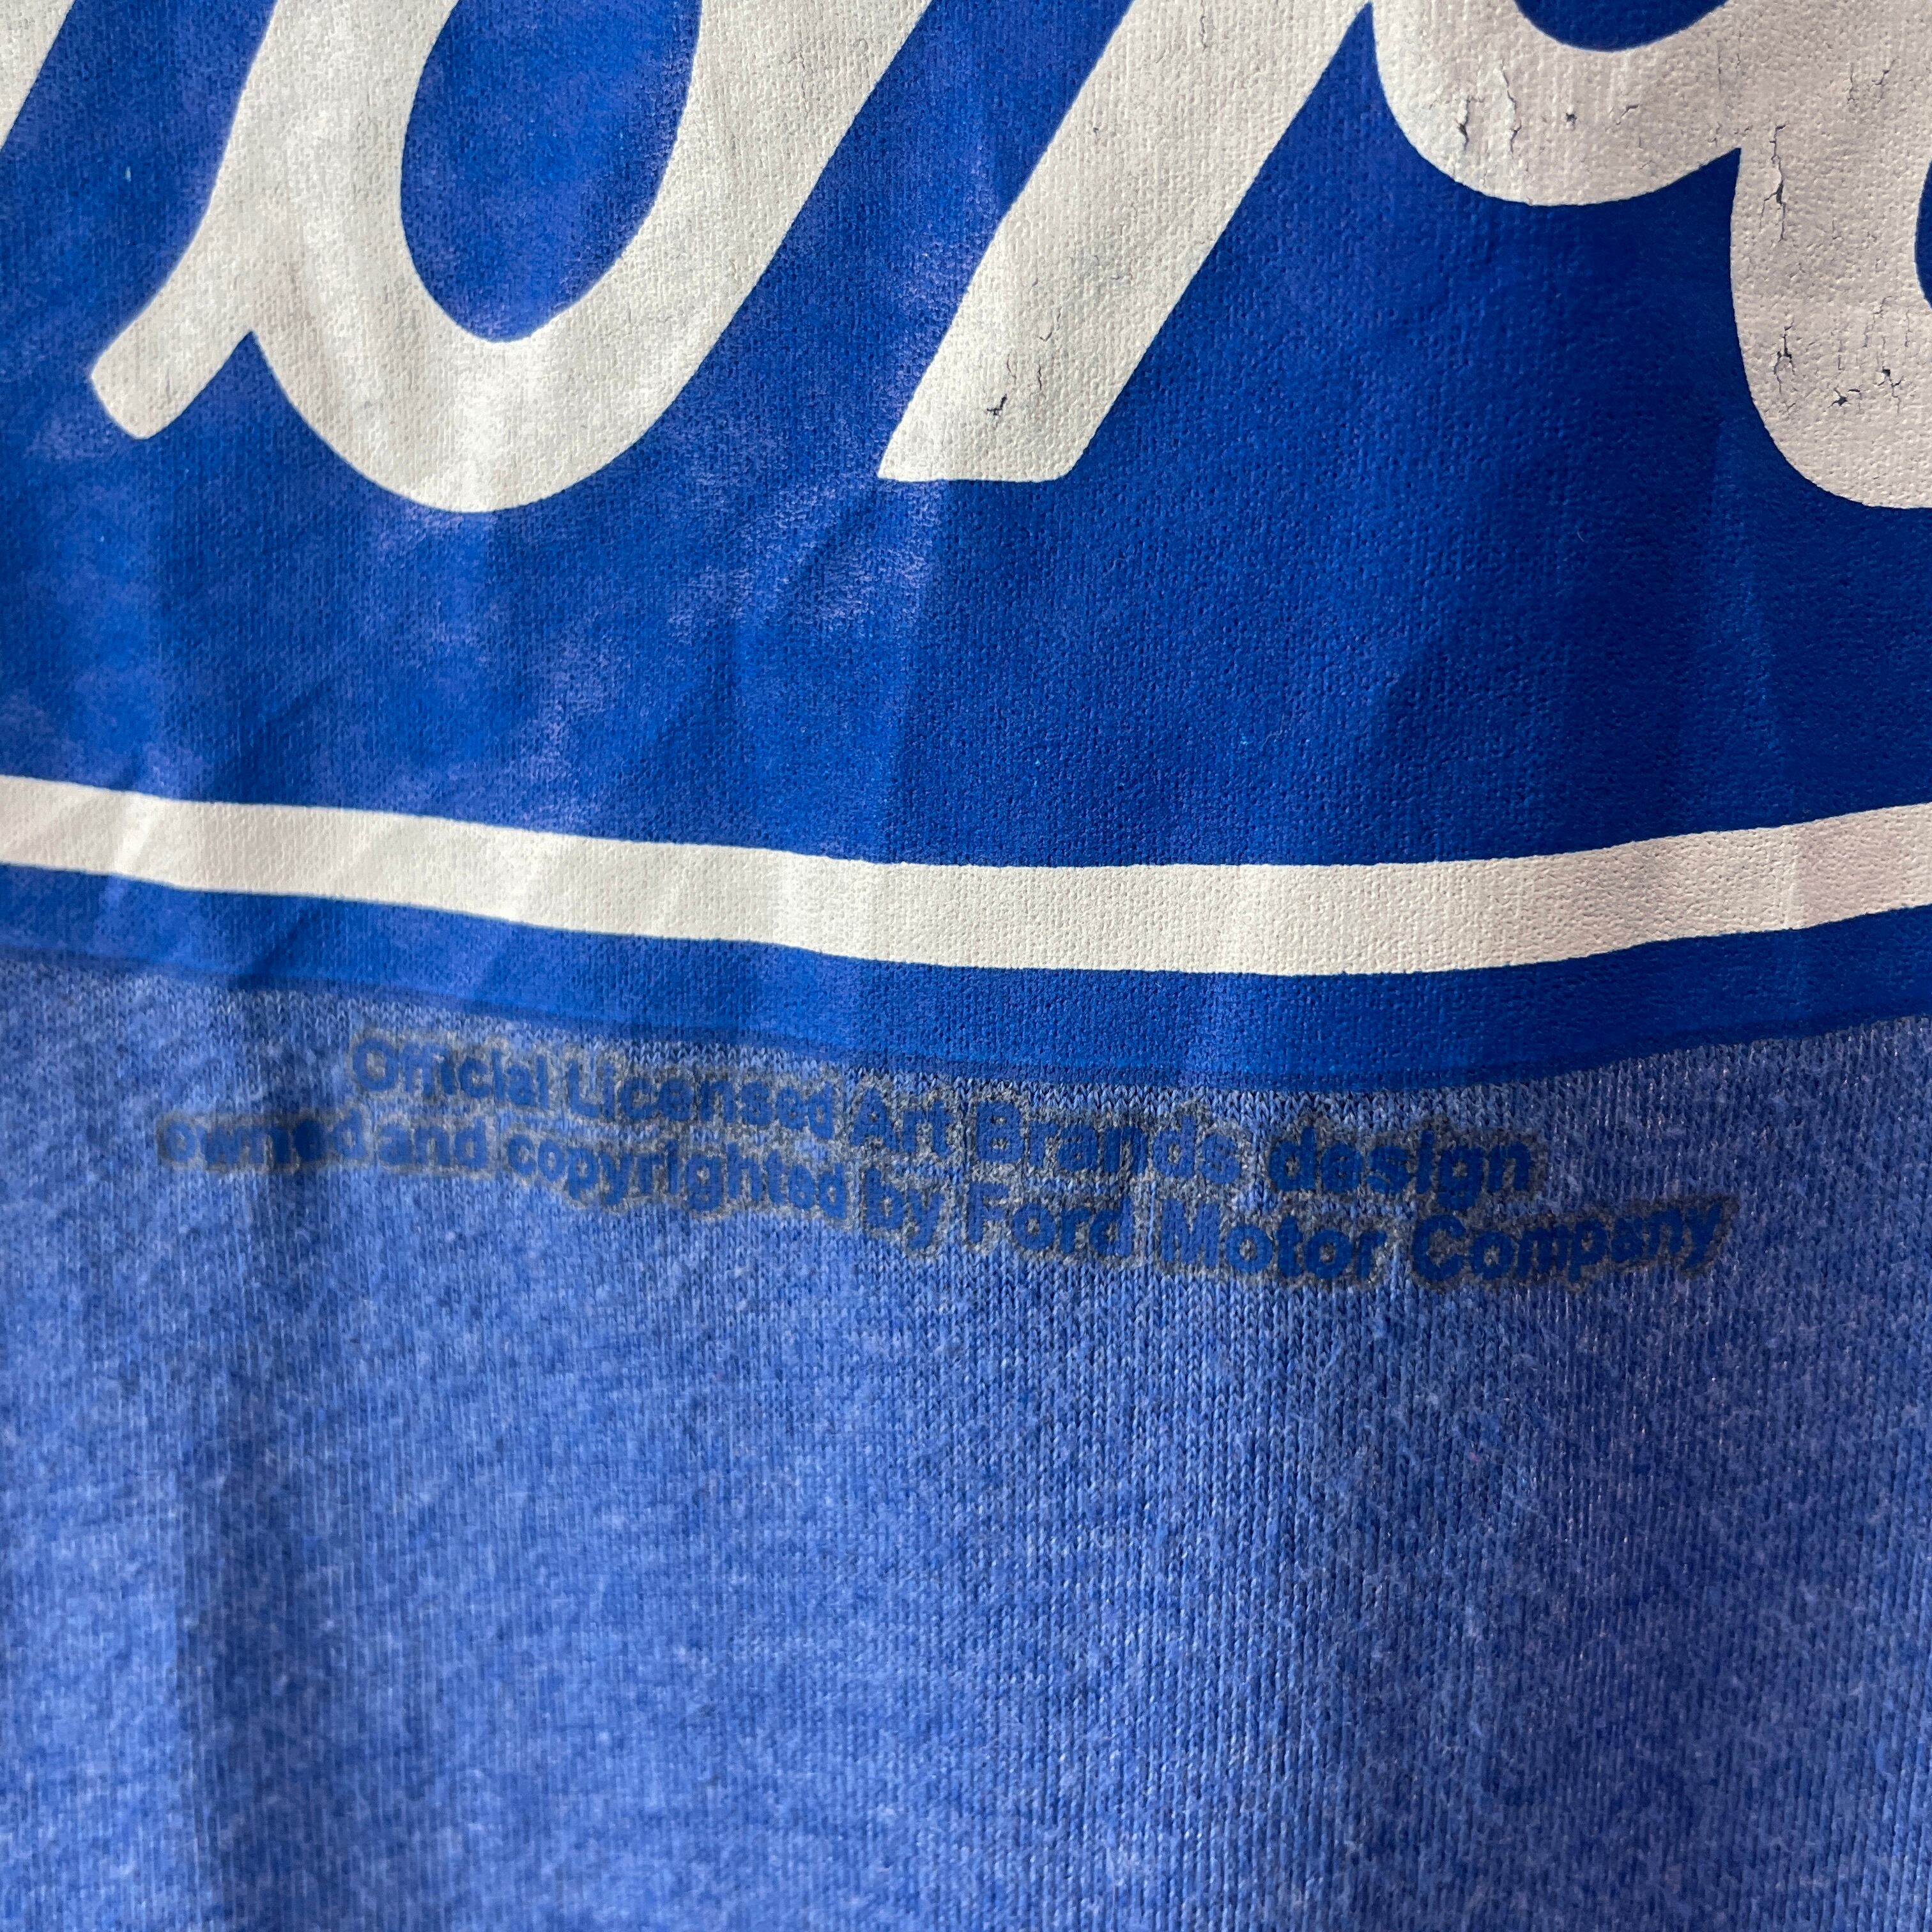 Official Licensed Art Brands design
owned and copyrighted by Ford Motor Company